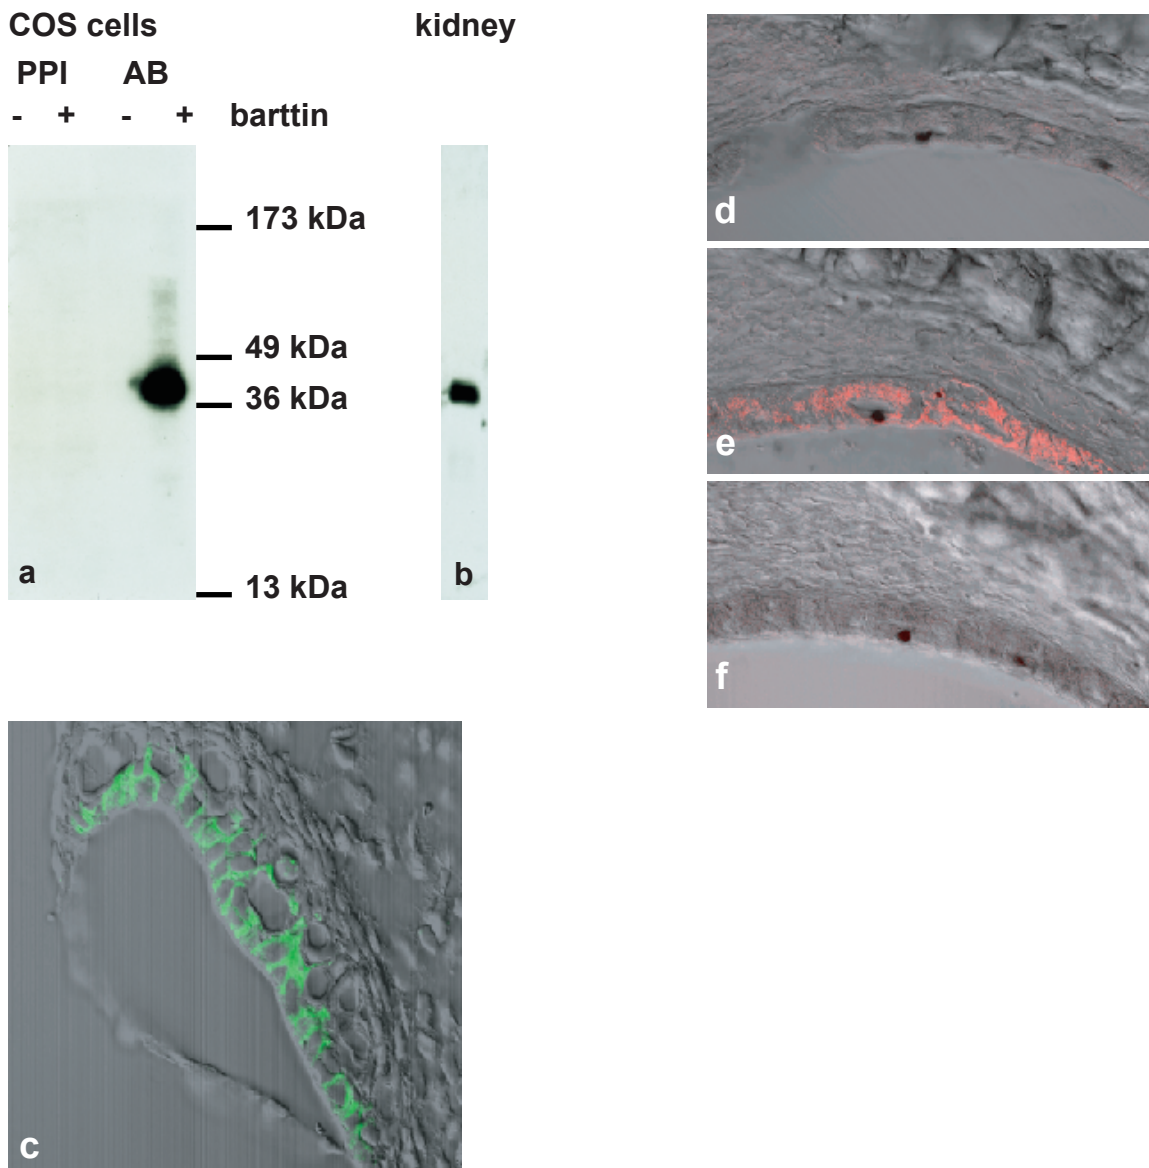 COS cells
kidney
PPI AB
- + - + barttin
173 kDa
49 kDa
36 kDa
13 kDa
a
b
c
d
e
f